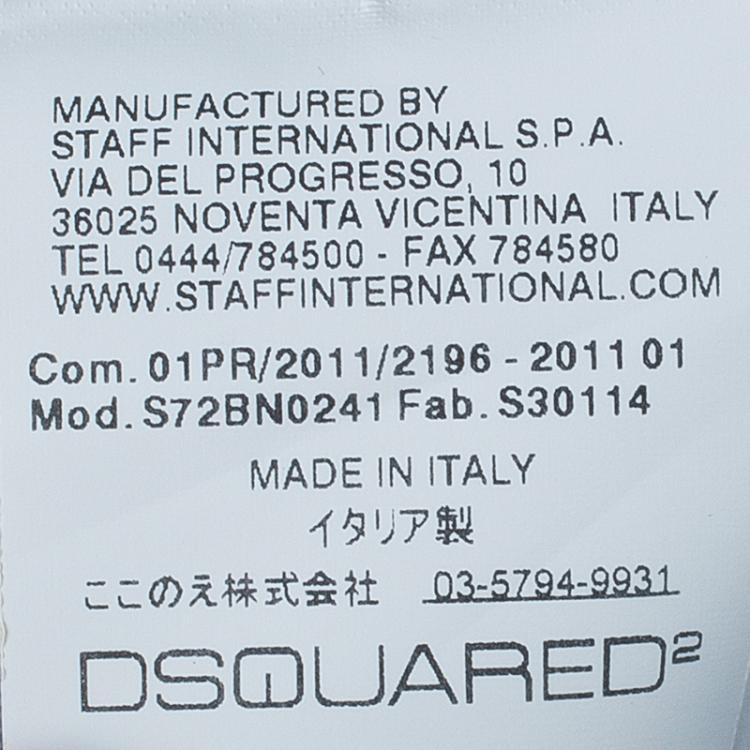 MANUFACTURED BY
STAFF INTERNATIONAL S.P.A.
VIA DEL PROGRESSO, 10
36025 NOVENTA VICENTINA ITALY
TEL 0444/784500 - FAX 784580
WWW.STAFFINTERNATIONAL.COM
Com. 01PR/2011/2196 - 2011 01
Mod. S72BN0241 Fab. S30114
MADE IN ITALY
イタリア製
ここのえ株式会社 03-5794-9931
DSQUARED²